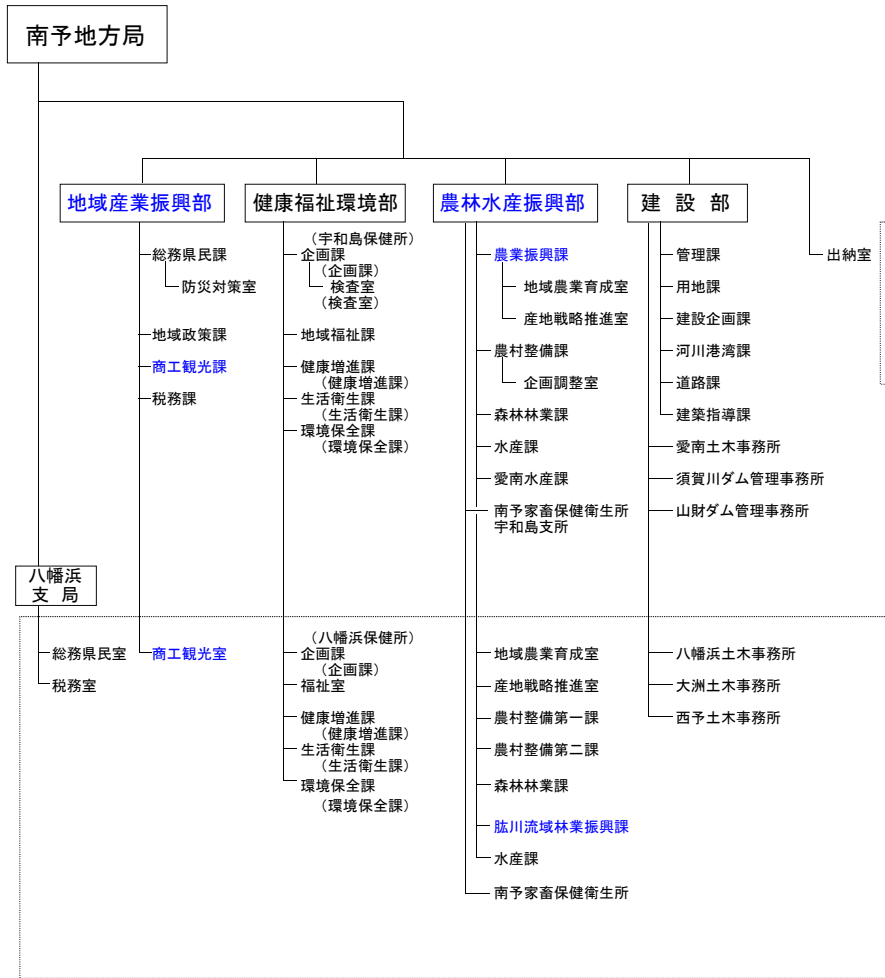 南予地方局
地域産業振興部
総務県民課
防災対策室
地域政策課
商工観光課
税務課
健康福祉環境部
（宇和島保健所）
企画課
（企画課）
検査室
（検査室）
地域福祉課
健康増進課
（健康増進課）
生活衛生課
（生活衛生課）
環境保全課
（環境保全課）
農林水産振興部
農業振興課
地域農業育成室
産地戦略推進室
農村整備課
企画調整室
森林林業課
水産課
愛南水産課
南予家畜保健衛生所
宇和島支所
建設部
管理課
用地課
建設企画課
河川港湾課
道路課
建築指導課
愛南土木事務所
須賀川ダム管理事務所
山財ダム管理事務所
出納室
八幡浜
支局
総務県民室
税務室
商工観光室
（八幡浜保健所）
企画課
（企画課）
福祉室
健康増進課
（健康増進課）
生活衛生課
（生活衛生課）
環境保全課
（環境保全課）
地域農業育成室
産地戦略推進室
農村整備第一課
農村整備第二課
森林林業課
肱川流域林業振興課
水産課
南予家畜保健衛生所
八幡浜土木事務所
大洲土木事務所
西予土木事務所